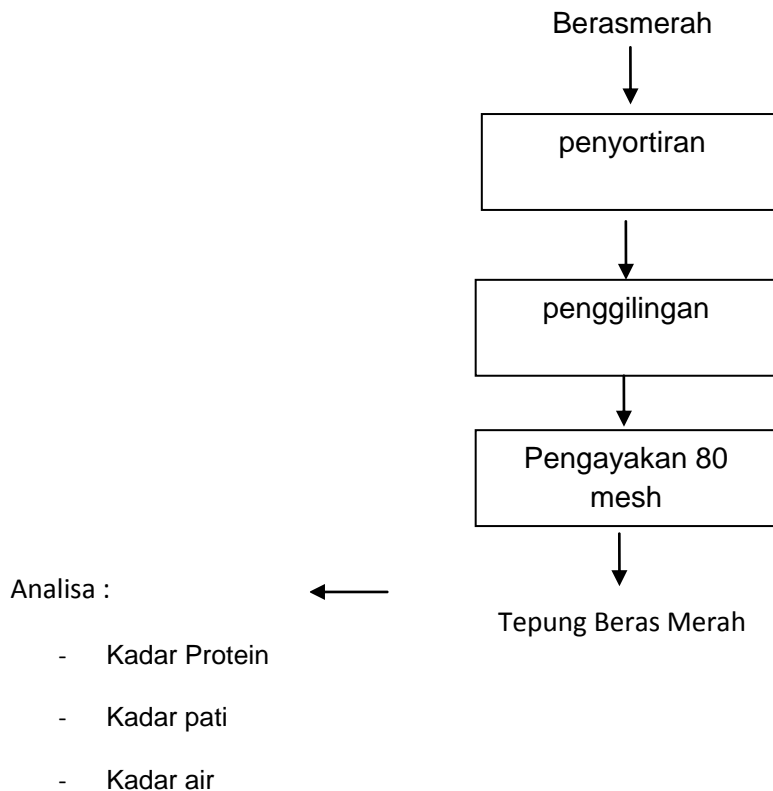 Berasmerah
penyortiran
penggilingan
Pengayakan 80
mesh
Tepung Beras Merah
Analisa :
- Kadar Protein
- Kadar pati
- Kadar air